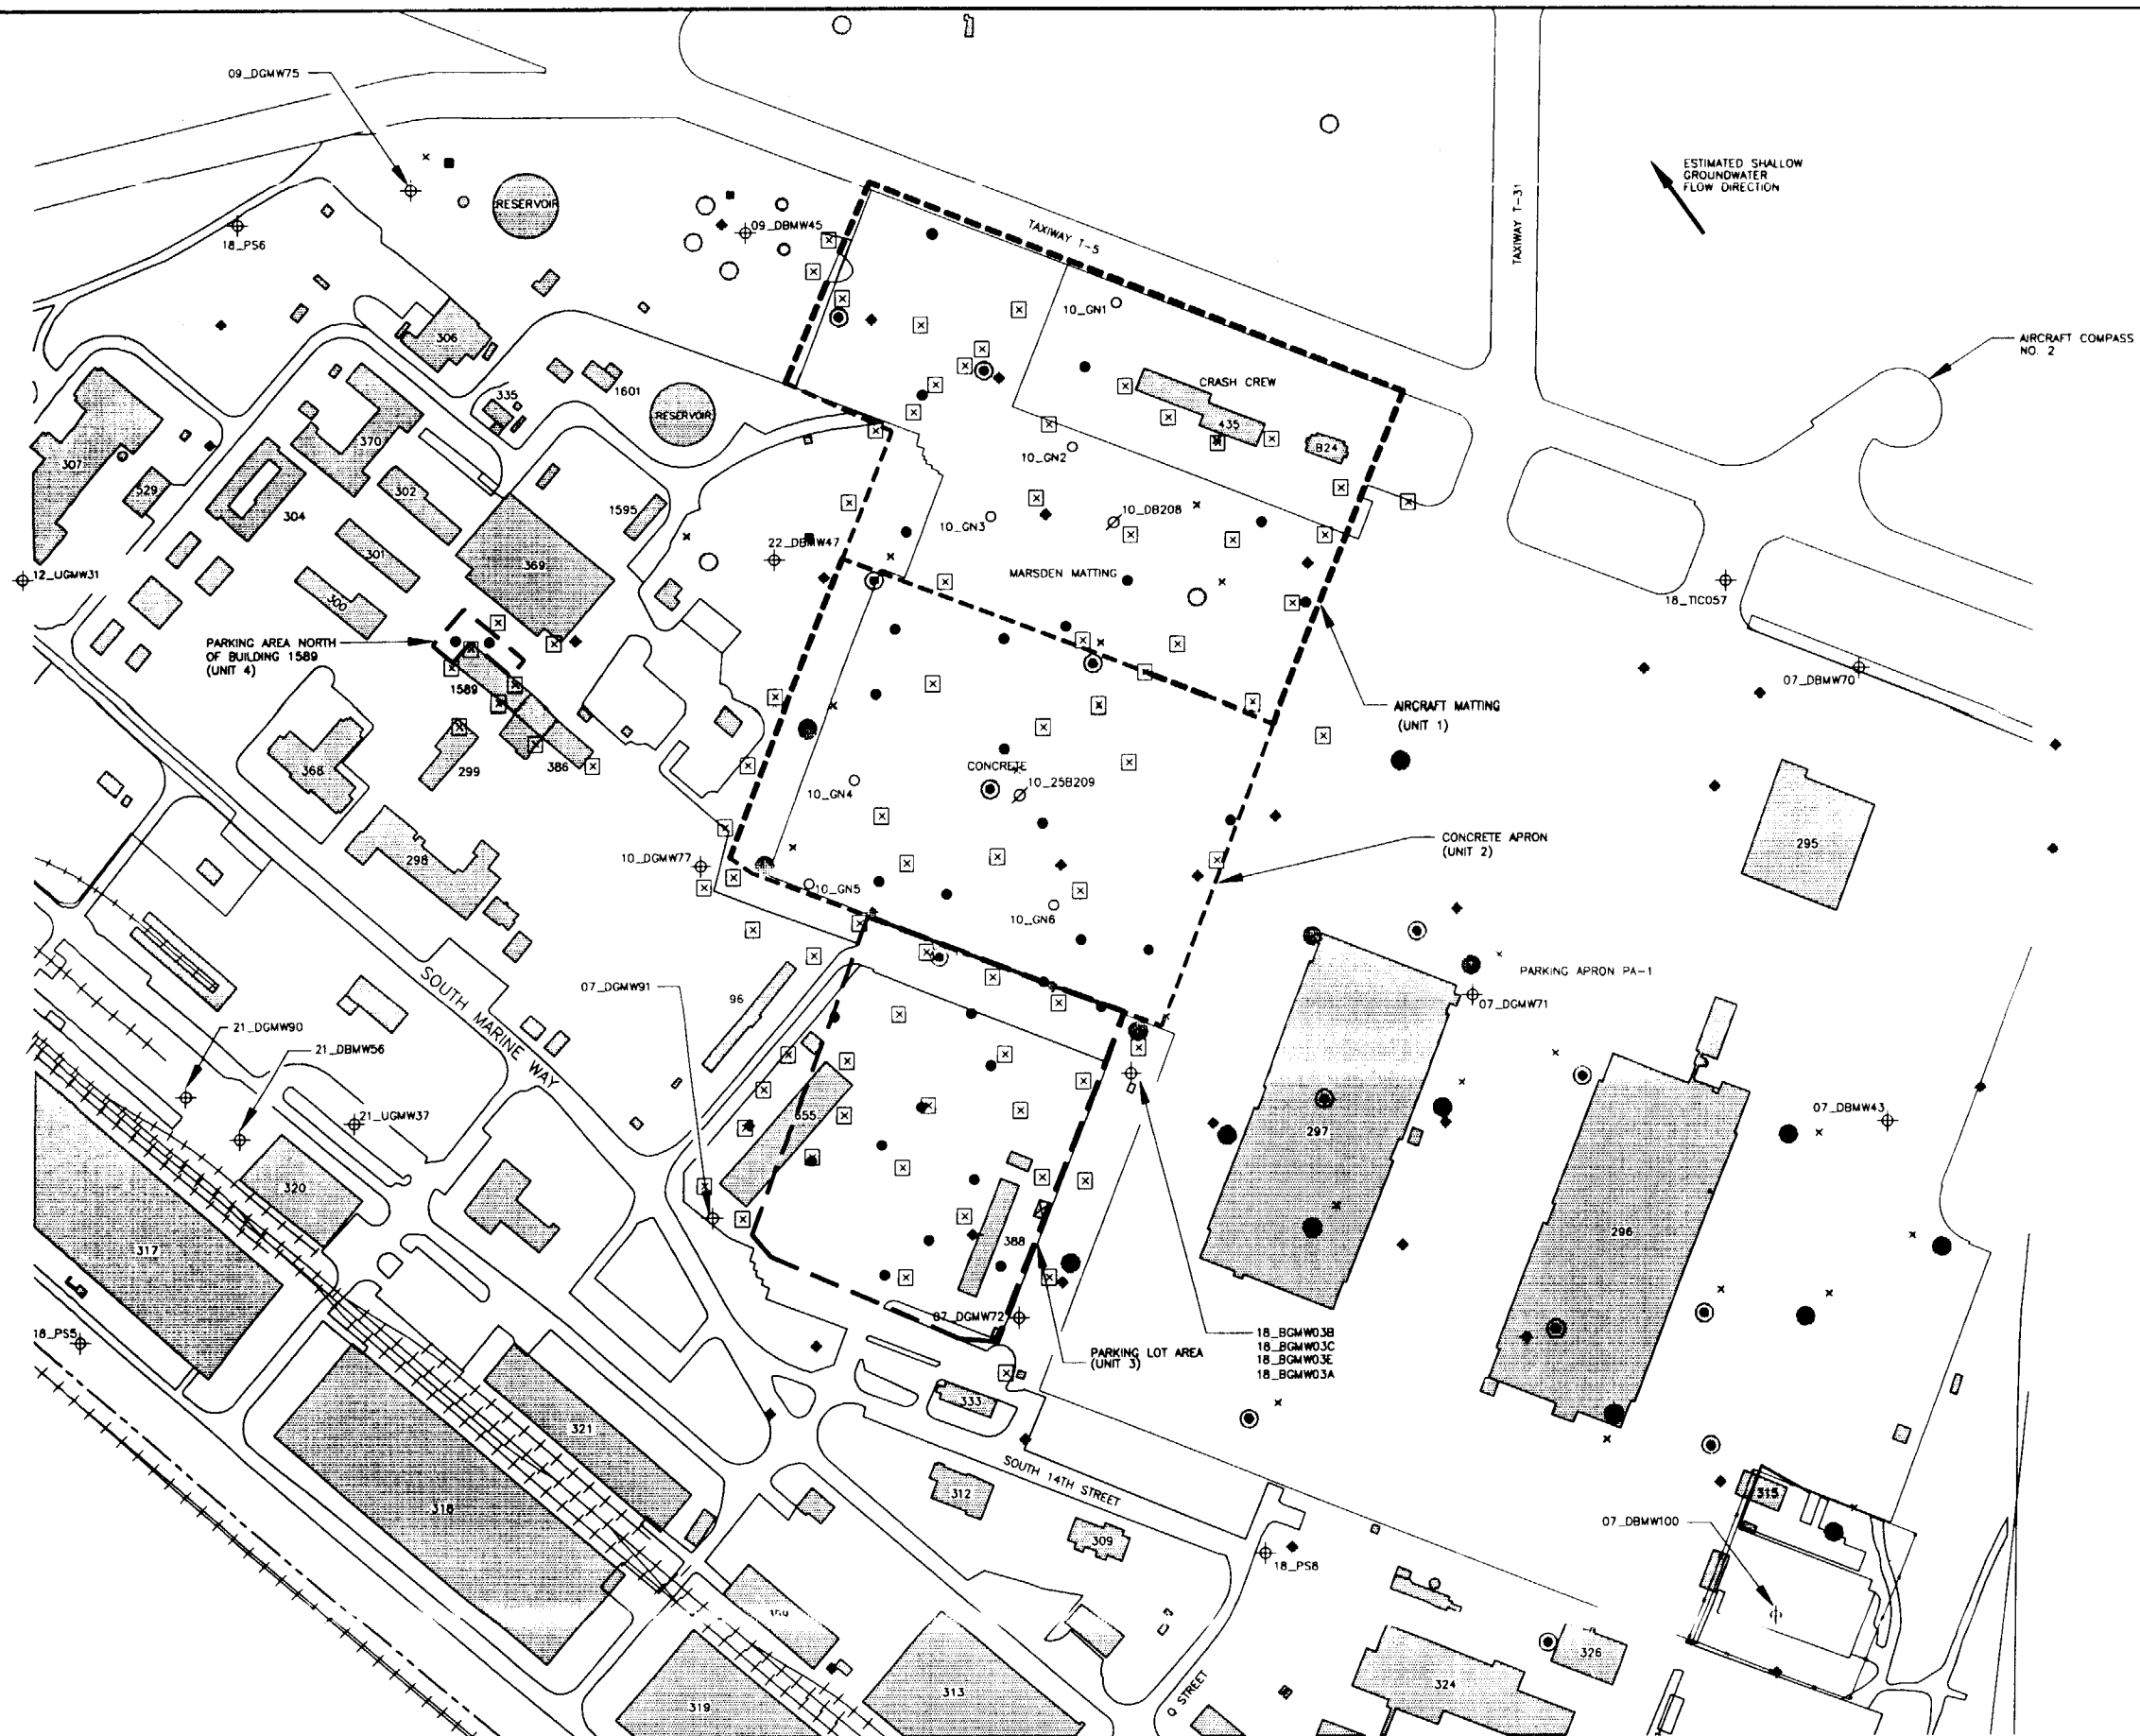 09_DGMW75
ESTIMATED SHALLOW
GROUNDWATER
FLOW DIRECTION
TAXIWAY T-31
RESERVOIR
18_PS6
09_DBMW45
TAXIWAY T-5
10_GN1
AIRCRAFT COMPASS
NO. 2
306
335
1601
RESERVOIR
CRASH CREW
435
B24
307
370
529
302
304
1595
10_GN2
10_GN3
10_DB208
301
369
22_DBMW47
12_UGMW31
300
MARSDEN MATTING
18_TIC057
PARKING AREA NORTH
OF BUILDING 1589
(UNIT 4)
1589
07_DBMW70
AIRCRAFT MATTING
(UNIT 1)
368
299
386
CONCRETE
10_GN4
10_25B209
CONCRETE APRON
(UNIT 2)
295
298
10_DGMW77
10_GN5
10_GN6
PARKING APRON PA-1
SOUTH MARINE WAY
07_DGMW91
96
07_DGMW71
21_DGMW90
21_DBMW56
21_UGMW37
655
297
07_DBMW43
320
317
388
296
18_PS5
07_DGMW72
PARKING LOT AREA
(UNIT 3)
18_BGMW03B
18_BGMW03C
18_BGMW03E
18_BGMW03A
333
321
SOUTH 14TH STREET
318
312
309
315
07_DBMW100
18_PS8
326
324
Q STREET
319
313